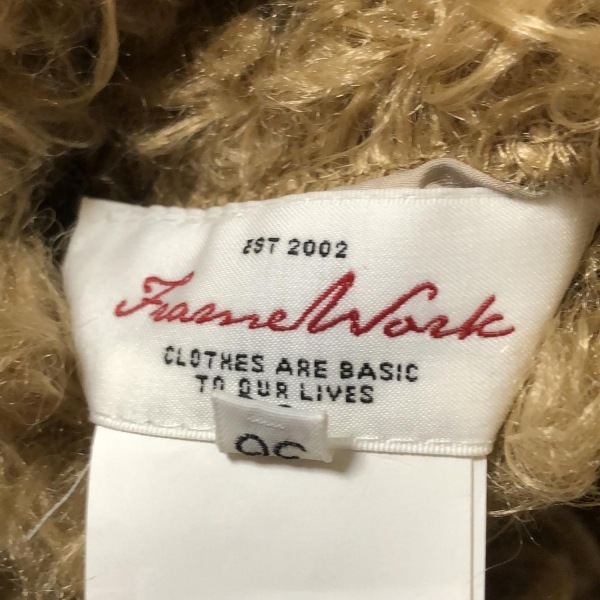 EST 2002
FrameWork
CLOTHES ARE BASIC
TO OUR LIVES